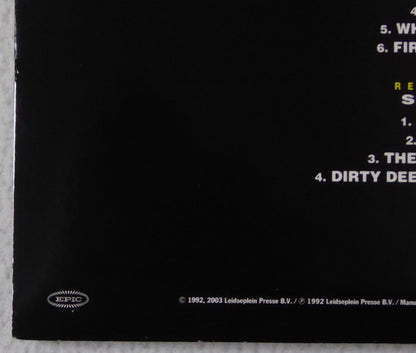 4
5. WH
6. FIR
RE
S
1.
2.
3. THE
4. DIRTY DEE
© 1992, 2003 Leidseplein Presse B.V. / ℗ 1992 Leidseplein Presse B.V. / Manu
EPIC